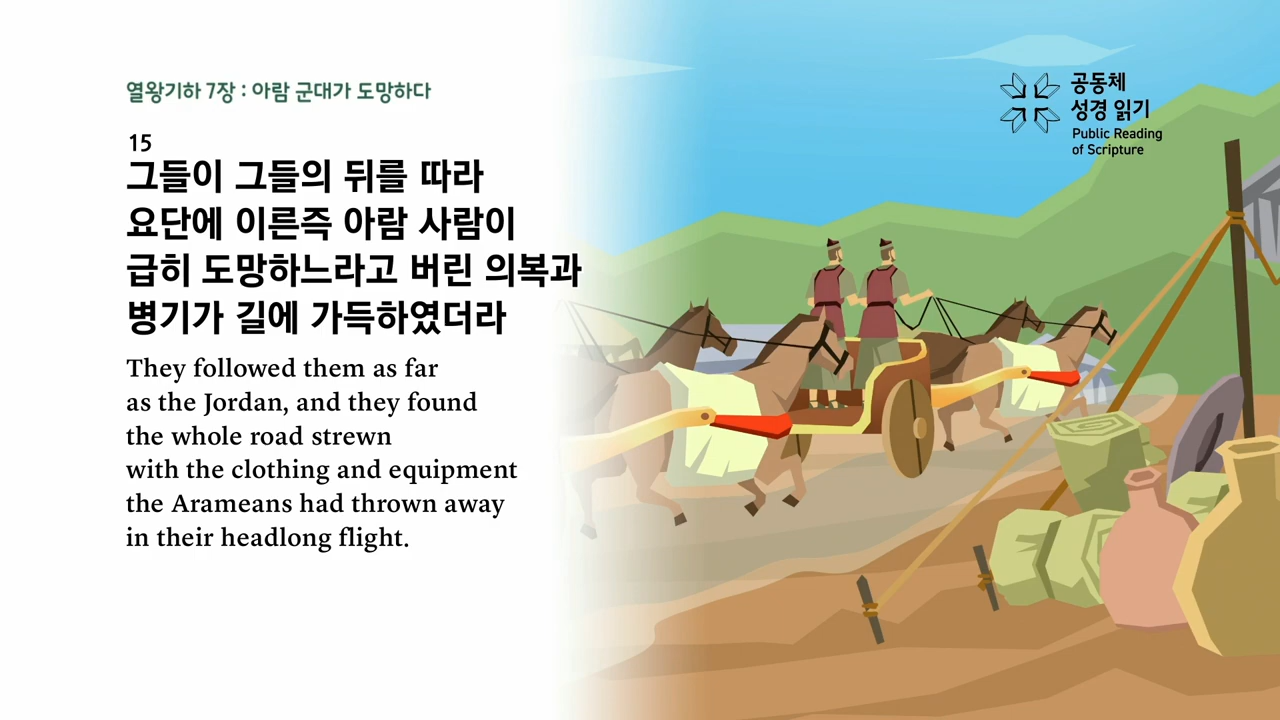 열왕기하 7장 : 아람 군대가 도망하다
15
그들이 그들의 뒤를 따라
요단에 이른즉 아람 사람이
급히 도망하느라고 버린 의복과
병기가 길에 가득하였더라
They followed them as far
as the Jordan, and they found
the whole road strewn
with the clothing and equipment
the Arameans had thrown away
in their headlong flight.
공동체
성경 읽기
Public Reading
of Scripture